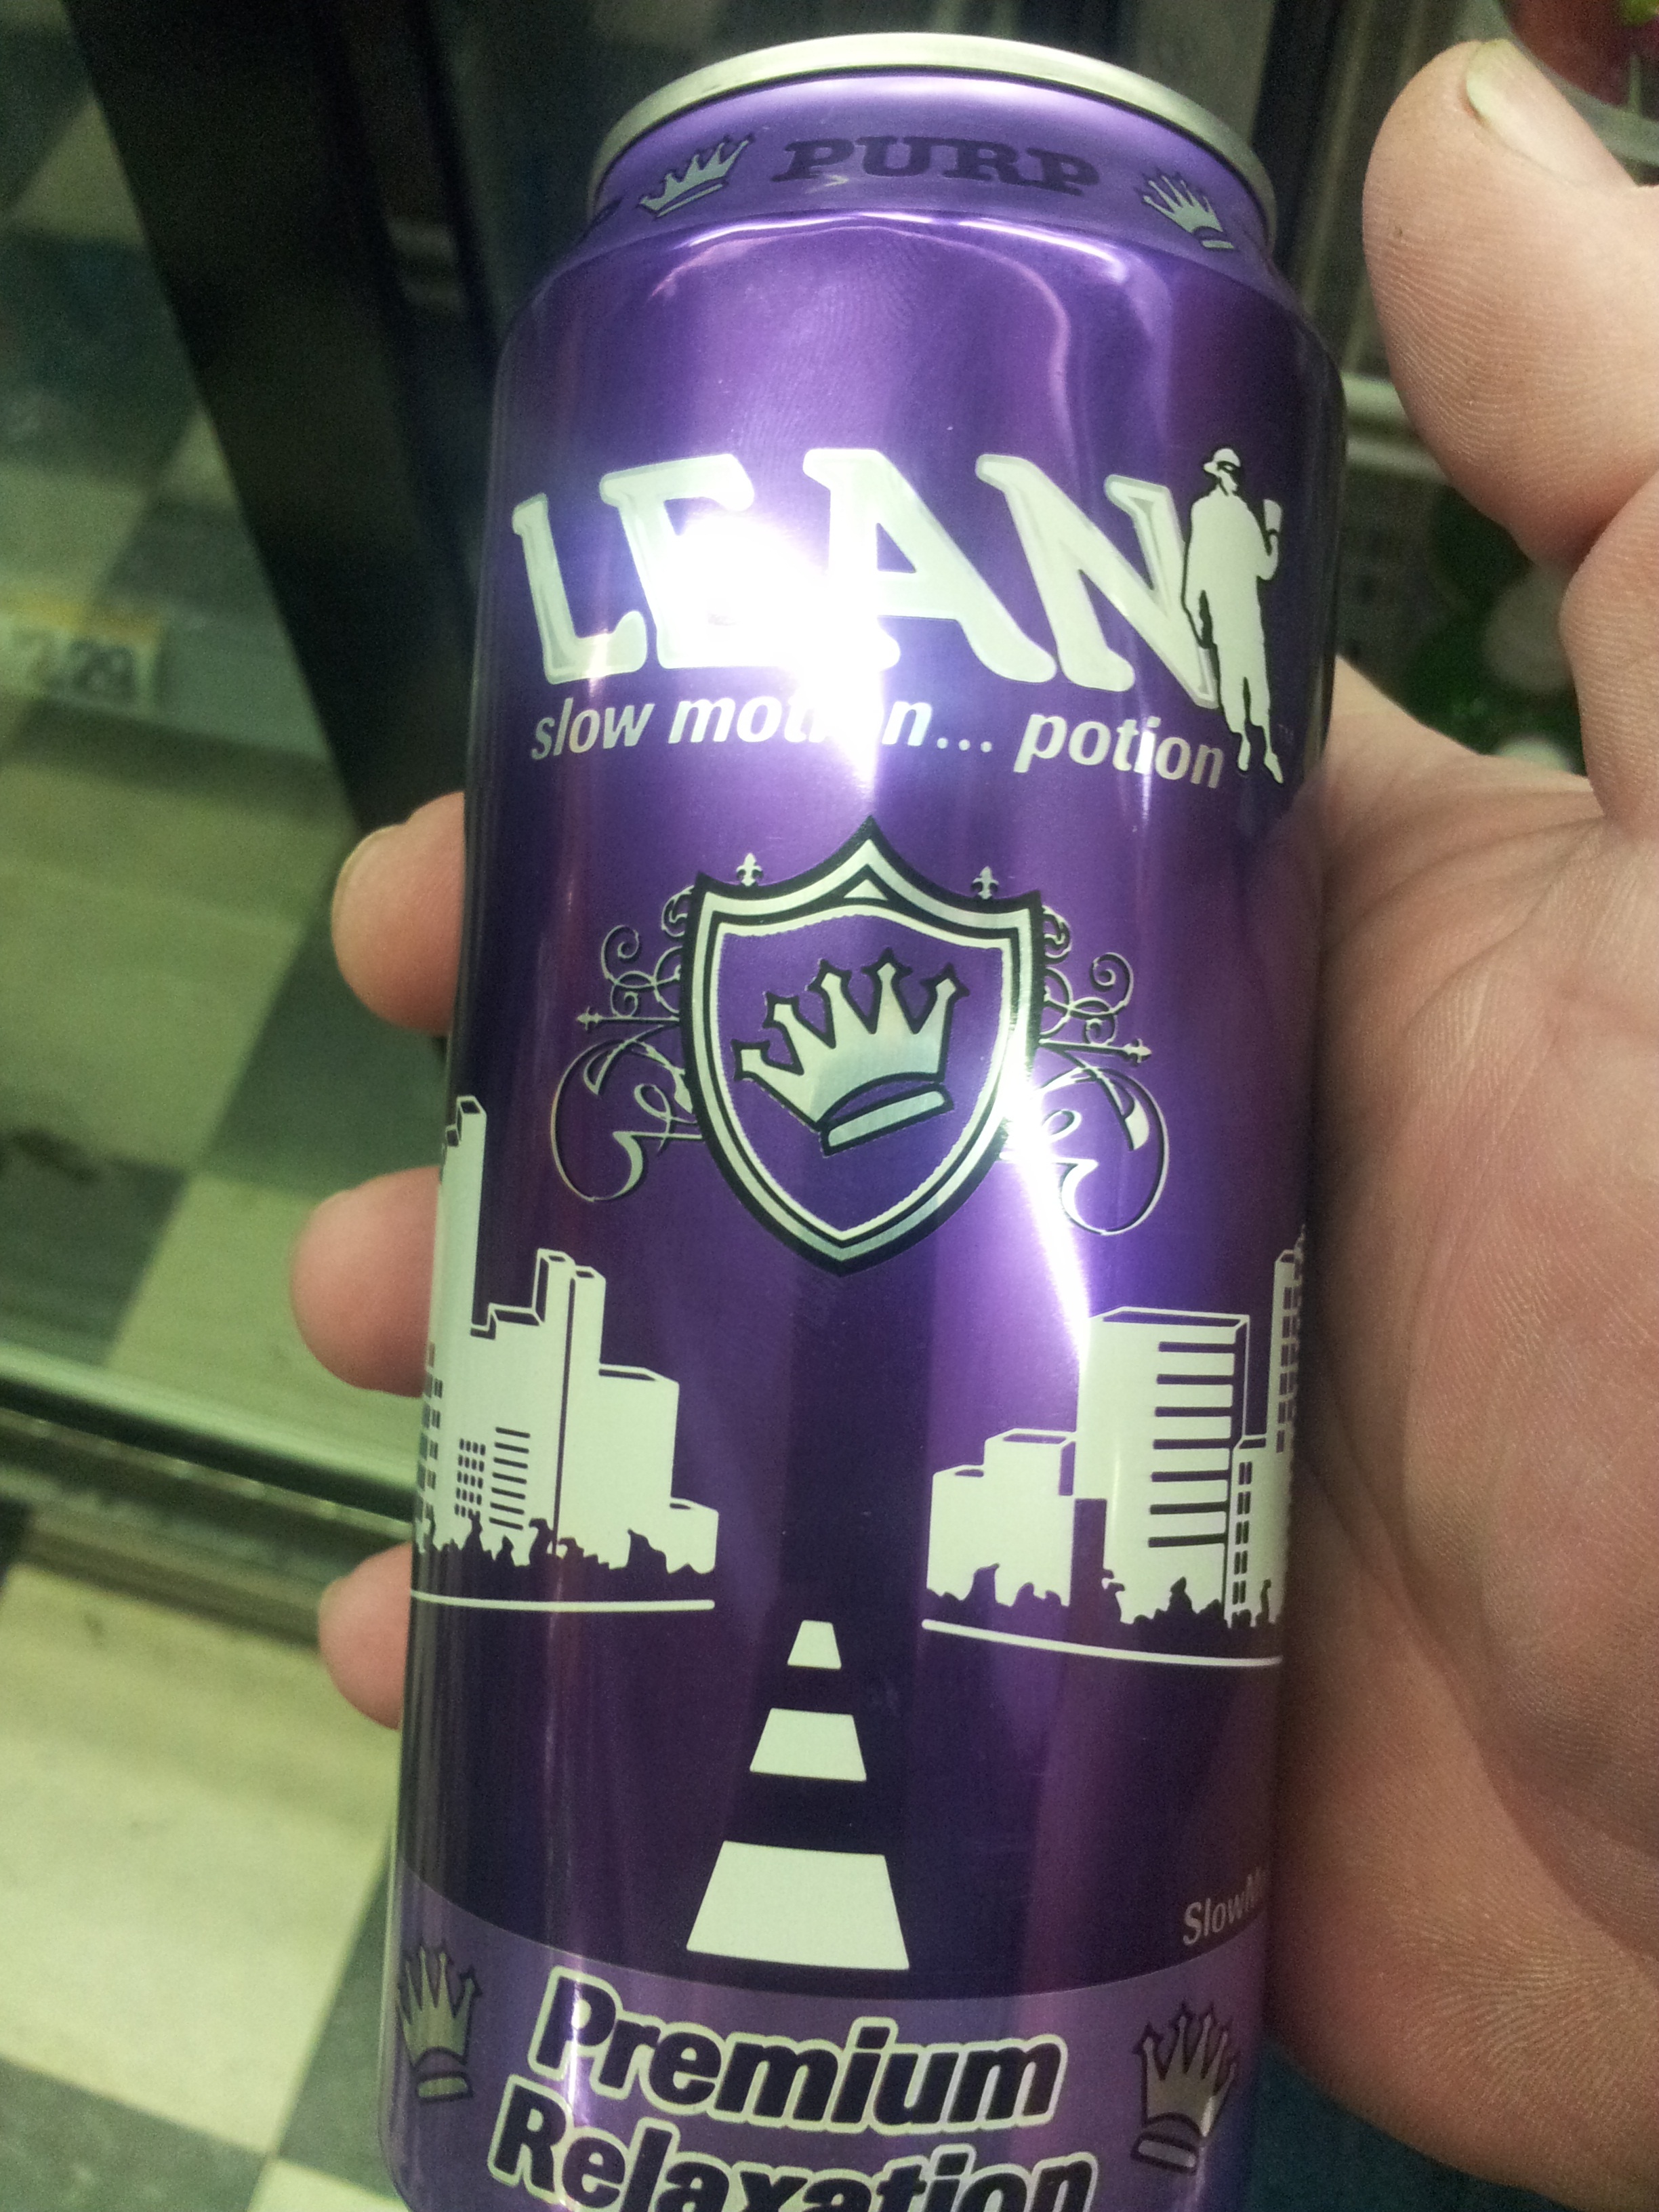 PURP
LEAN
slow motion... potion
Premium
Relaxation